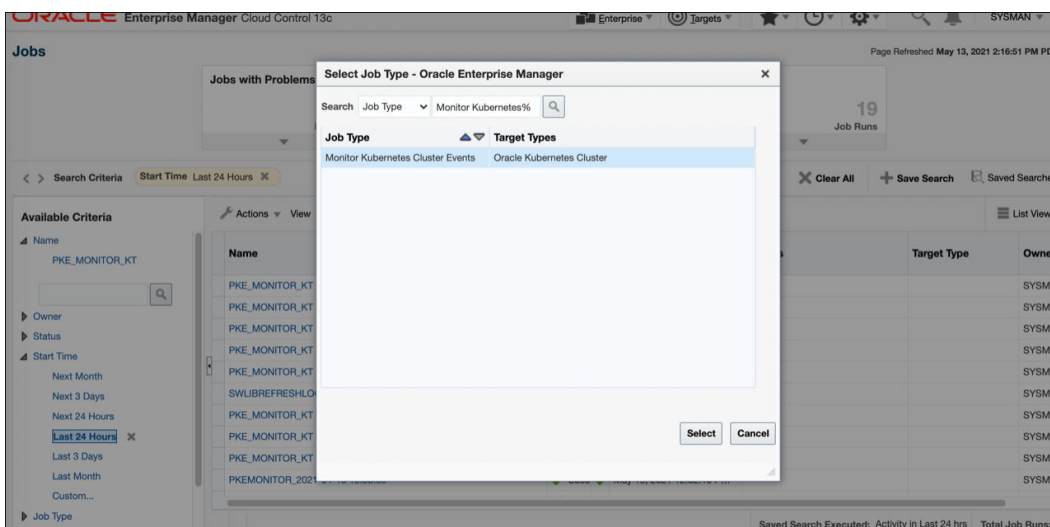 ORACLE Enterprise Manager Cloud Control 13c Enterprise Targets SYSMAN
Jobs
Page Refreshed May 13, 2021 2:16:51 PM PD
Jobs with Problems
19
Job Runs
Select Job Type - Oracle Enterprise Manager
Search Job Type Monitor Kubernetes%
Job Type Target Types
Monitor Kubernetes Cluster Events Oracle Kubernetes Cluster
Select Cancel
Search Criteria Start Time Last 24 Hours Clear All Save Search Saved Searche
Available Criteria
Name
PKE_MONITOR_KT
Owner
Status
Start Time
Next Month
Next 3 Days
Next 24 Hours
Last 24 Hours
Last 3 Days
Last Month
Custom...
Job Type
Actions View List View
Name Target Type Owne
PKE_MONITOR_KT SYSM
PKE_MONITOR_KT SYSM
PKE_MONITOR_KT SYSM
PKE_MONITOR_KT SYSM
PKE_MONITOR_KT SYSM
SWLIBREFRESHLO SYSM
PKE_MONITOR_KT SYSM
PKE_MONITOR_KT SYSM
PKE_MONITOR_KT SYSM
PKEMONITOR_2021 SYSM
Saved Search Executed: Activity in Last 24 hrs Total Job Runs